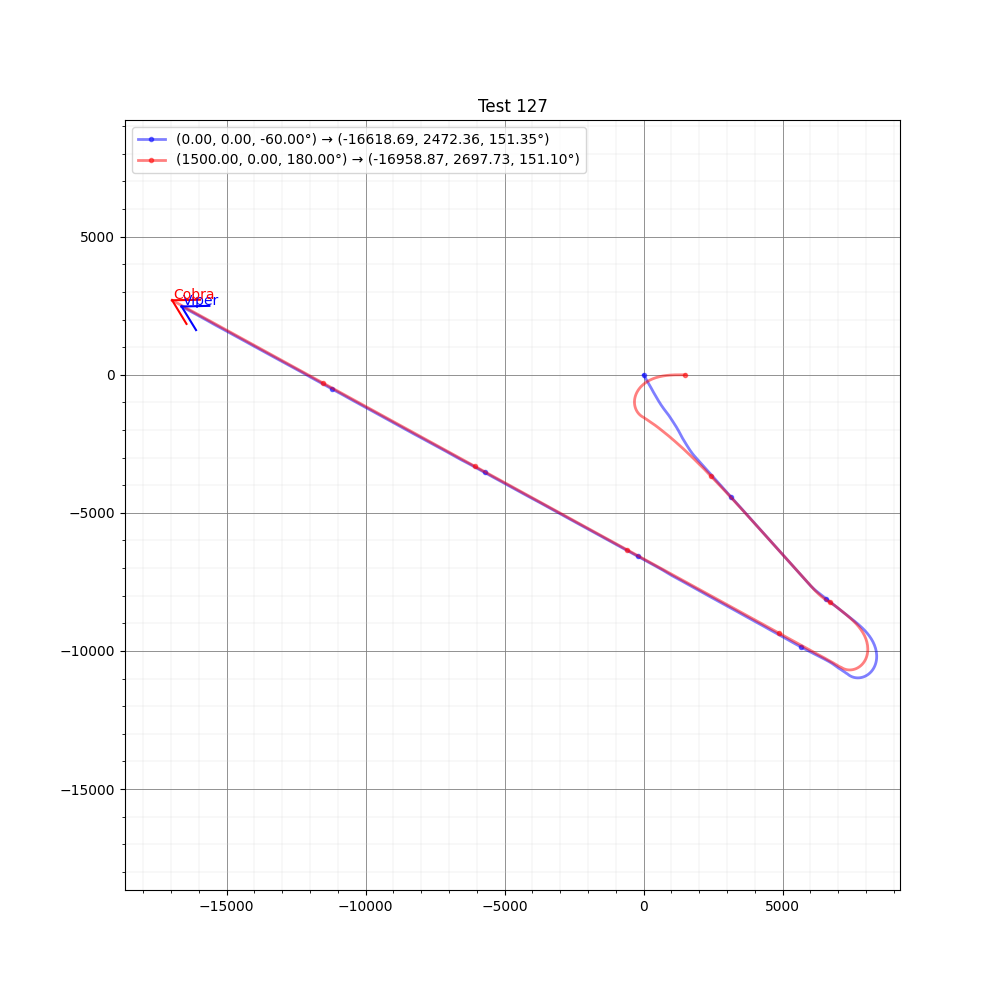 Test 127
(0.00, 0.00, -60.00°) → (-16618.69, 2472.36, 151.35°)
(1500.00, 0.00, 180.00°) → (-16958.87, 2697.73, 151.10°)
5000
Cobra
Viper
0
−5000
−10000
−15000
−15000 −10000 −5000 0 5000